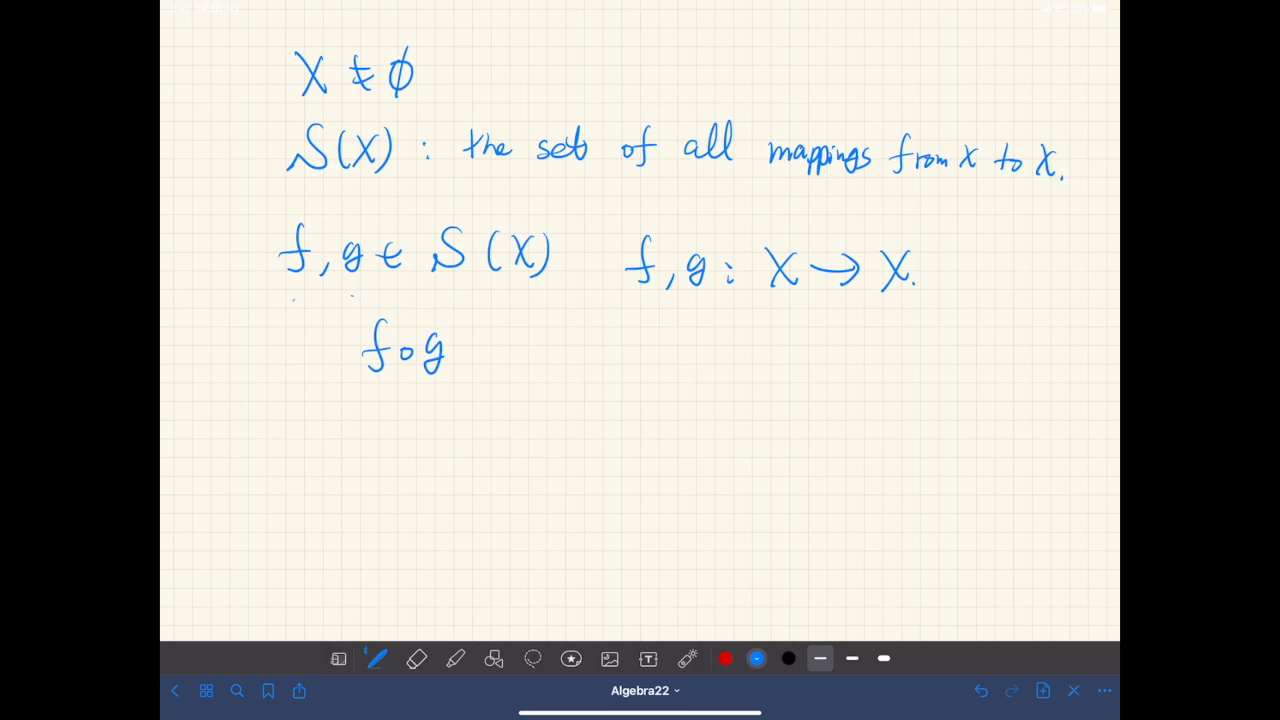 X ≠ ∅
S(X) : the set of all mappings from X to X.
f, g ∈ S(X) f, g : X → X.
f∘g
Algebra22